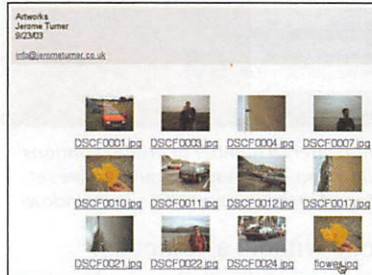 Artworks
Jerome Turner
9/23/03
info@jerometurner.co.uk
DSCF0001.jpg DSCF0003.jpg DSCF0004.jpg DSCF0007.jpg
DSCF0010.jpg DSCF0011.jpg DSCF0012.jpg DSCF0017.jpg
DSCF0021.jpg DSCF0022.jpg DSCF0024.jpg flower.jpg